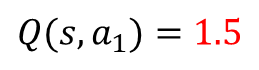 Q(s, a₁) = 1.5